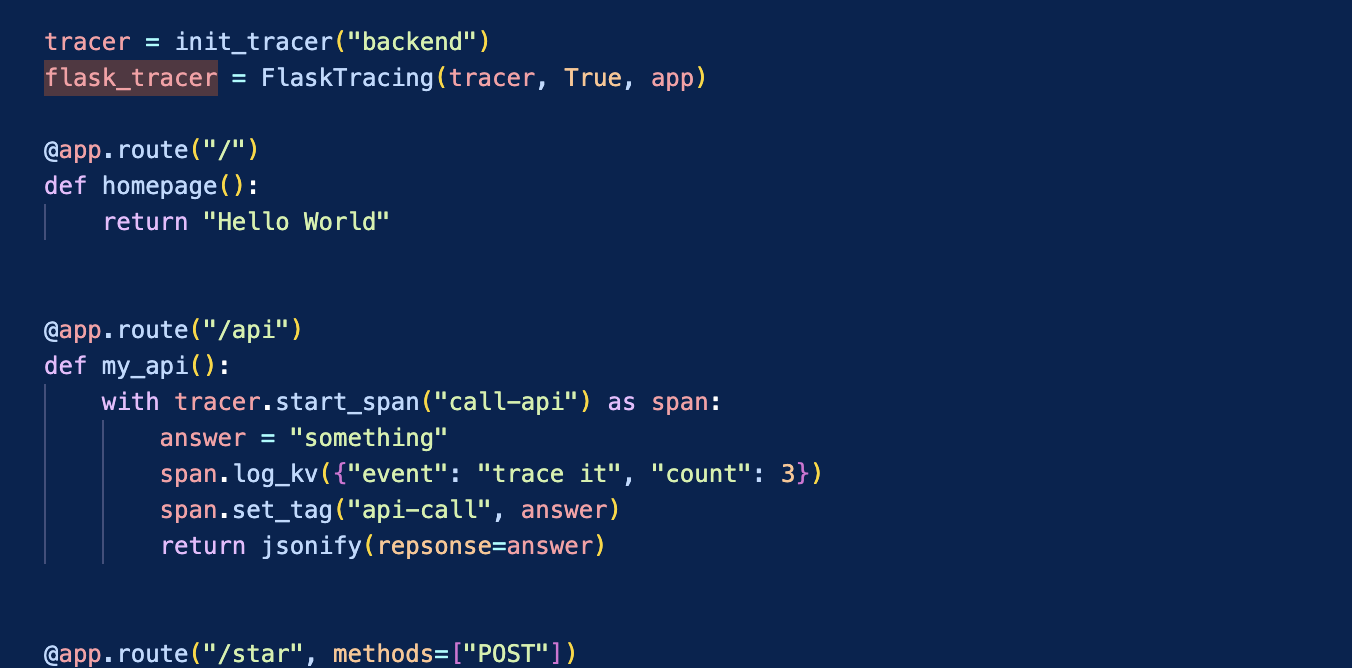 tracer = init_tracer("backend")
flask_tracer = FlaskTracing(tracer, True, app)
@app.route("/")
def homepage():
    return "Hello World"
@app.route("/api")
def my_api():
    with tracer.start_span("call-api") as span:
        answer = "something"
        span.log_kv({"event": "trace it", "count": 3})
        span.set_tag("api-call", answer)
        return jsonify(repsonse=answer)
@app.route("/star", methods=["POST"])